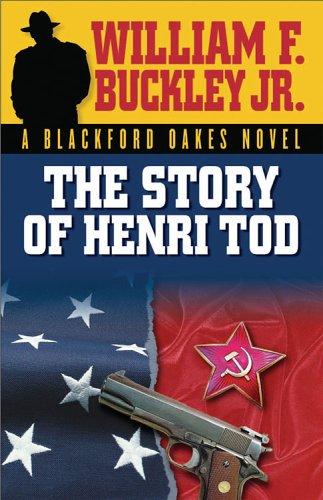 WILLIAM F.
BUCKLEY JR.
A BLACKFORD OAKES NOVEL
THE STORY
OF HENRI TOD